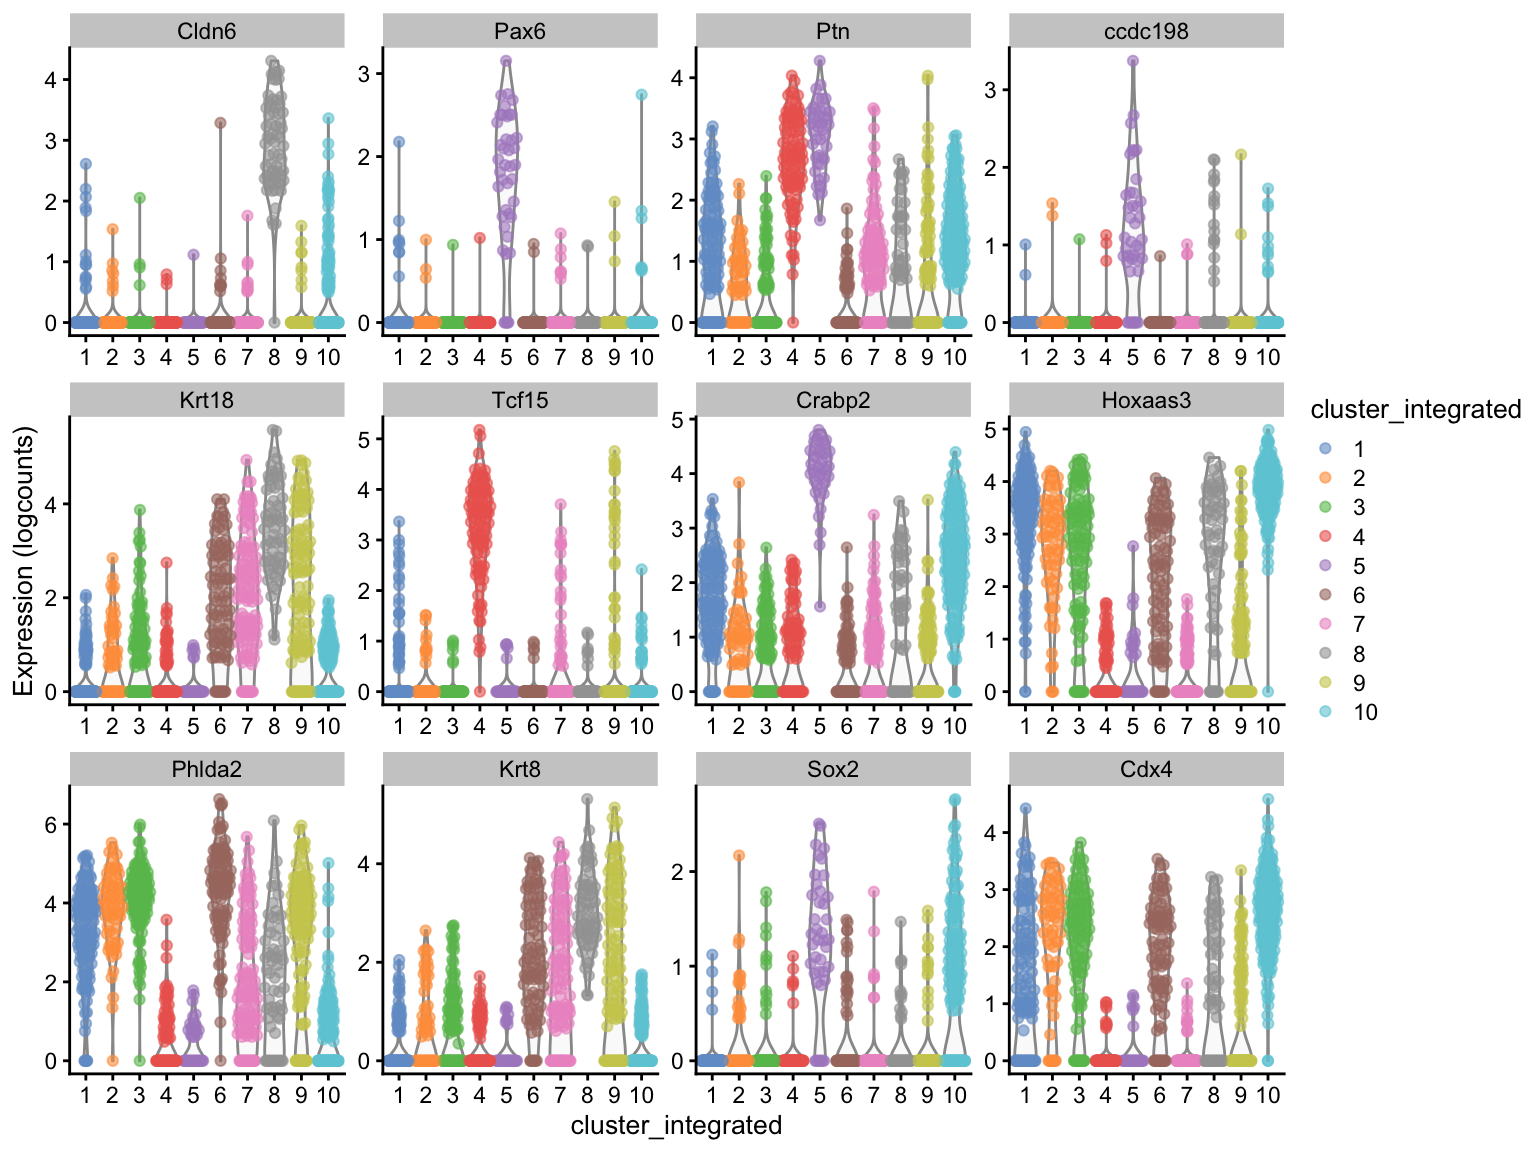 Cldn6 Pax6 Ptn ccdc198
4 3 2 1 0
3 2 1 0
4 3 2 1 0
3 2 1 0
1 2 3 4 5 6 7 8 9 10
1 2 3 4 5 6 7 8 9 10
1 2 3 4 5 6 7 8 9 10
1 2 3 4 5 6 7 8 9 10
Krt18 Tcf15 Crabp2 Hoxaas3
4 2 0
5 4 3 2 1 0
5 4 3 2 1 0
5 4 3 2 1 0
1 2 3 4 5 6 7 8 9 10
1 2 3 4 5 6 7 8 9 10
1 2 3 4 5 6 7 8 9 10
1 2 3 4 5 6 7 8 9 10
Phlda2 Krt8 Sox2 Cdx4
6 4 2 0
4 2 0
2 1 0
4 3 2 1 0
1 2 3 4 5 6 7 8 9 10
1 2 3 4 5 6 7 8 9 10
1 2 3 4 5 6 7 8 9 10
1 2 3 4 5 6 7 8 9 10
Expression (logcounts)
cluster_integrated
cluster_integrated
1
2
3
4
5
6
7
8
9
10